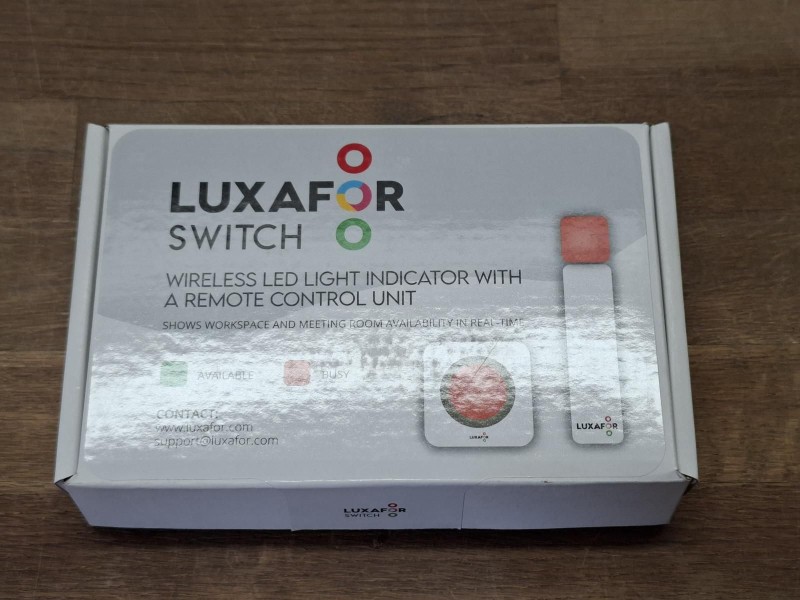 LUXAFOR
SWITCH
WIRELESS LED LIGHT INDICATOR WITH
A REMOTE CONTROL UNIT
SHOWS WORKSPACE AND MEETING ROOM AVAILABILITY IN REAL-TIME
AVAILABLE BUSY
CONTACT:
www.luxafor.com
support@luxafor.com
LUXAFOR
LUXAFOR
LUXAFOR
SWITCH